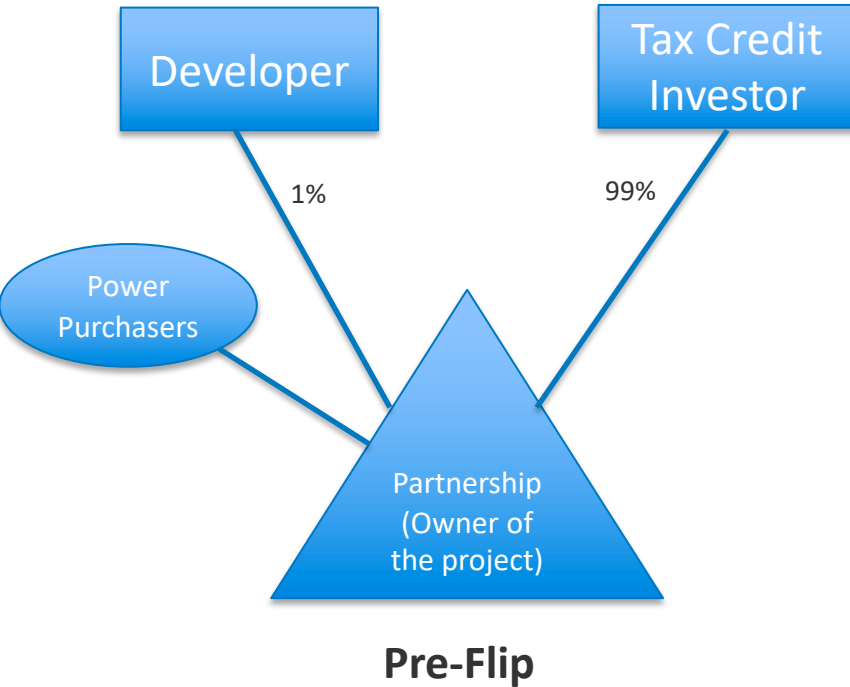 Developer
Tax Credit
Investor
1%
99%
Power
Purchasers
Partnership
(Owner of
the project)
Pre-Flip